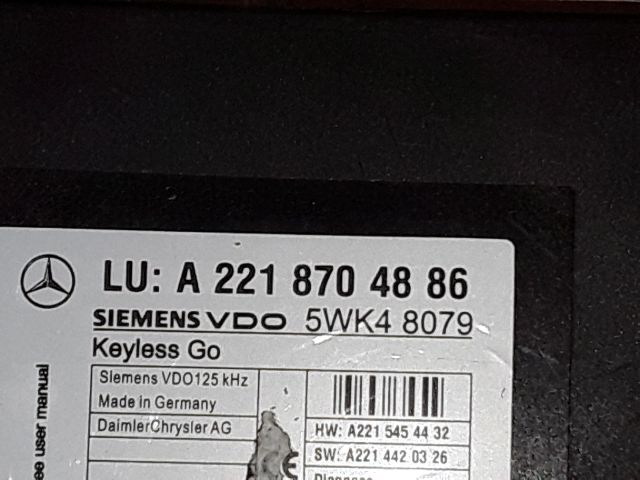 LU: A 221 870 48 86
SIEMENS VDO 5WK4 8079
Keyless Go
Siemens VDO125 kHz
Made in Germany
DaimlerChrysler AG
HW: A221 545 44 32
SW: A221 442 03 26
user manual